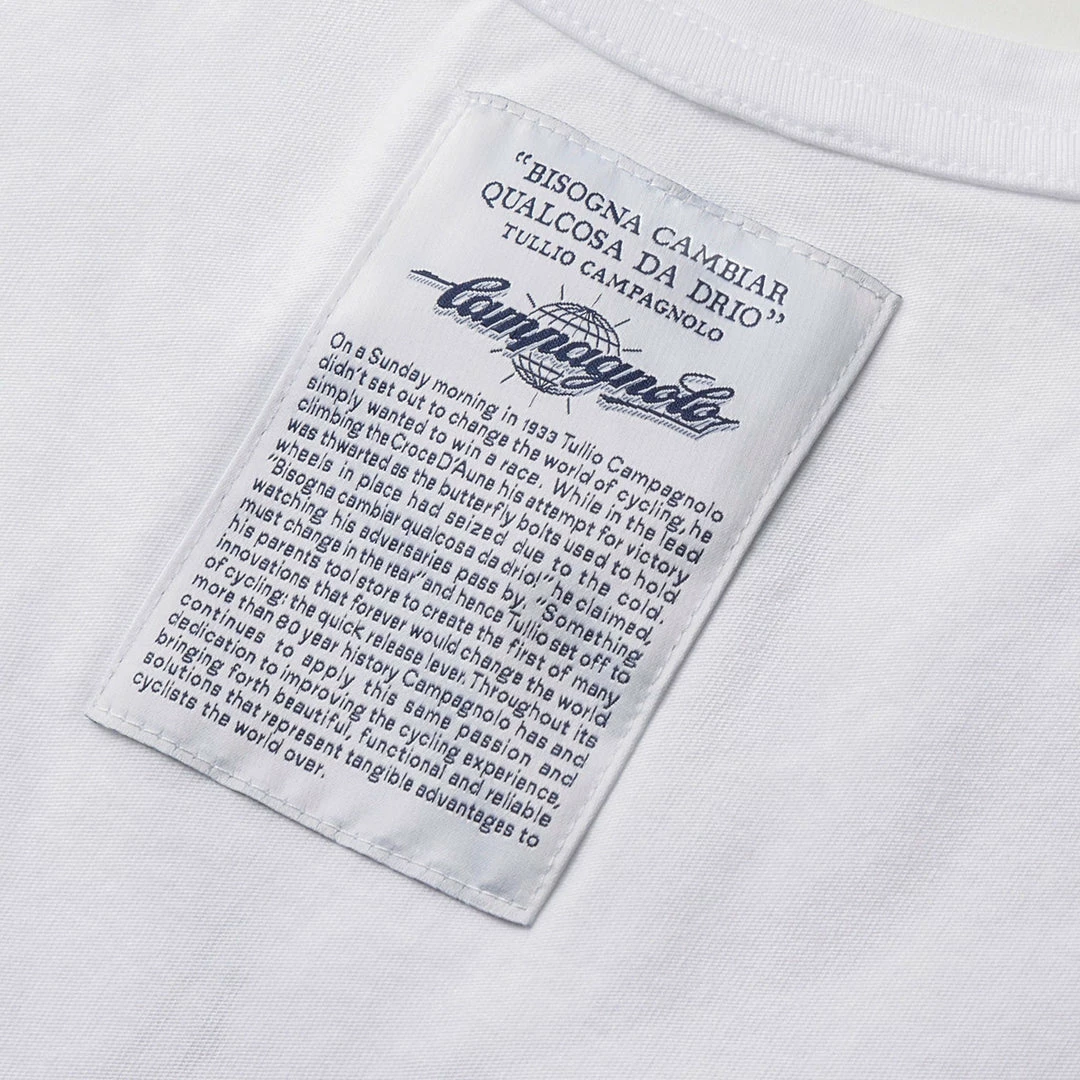 “BISOGNA CAMBIAR
QUALCOSA DA DRIO”
TULLIO CAMPAGNOLO
Campagnolo
On a Sunday morning in 1933 Tullio Campagnolo
didn't set out to change the world of cycling, he
simply wanted to win a race. While in the lead
climbing the Croce D'Aune his attempt for victory
was thwarted as the butterfly bolts used to hold
wheels in place had seized due to the cold.
"Bisogna cambiar qualcosa da drio!" he claimed,
watching his adversaries pass by, "Something
must change in the rear" and hence Tullio set off to
his parents tool store to create the first of many
innovations that forever would change the world
of cycling: the quick release lever. Throughout its
more than 80 year history Campagnolo has and
continues to apply this same passion and
dedication to improving the cycling experience,
bringing forth beautiful, functional and reliable
solutions that represent tangible advantages to
cyclists the world over.